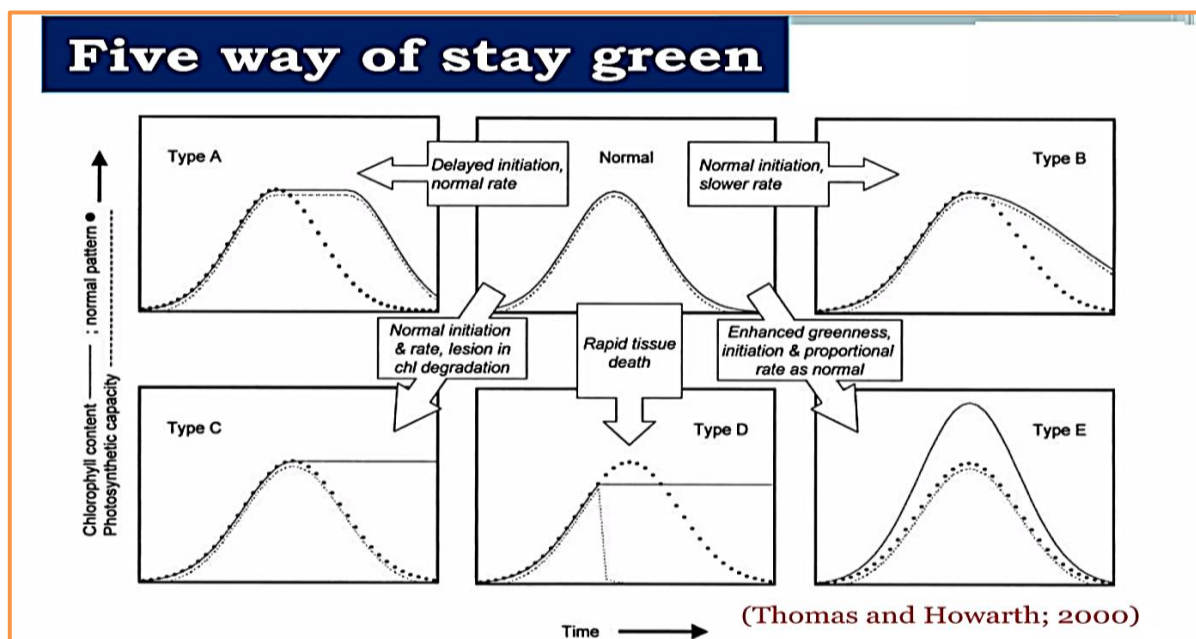 Five way of stay green
Type A
Delayed initiation,
normal rate
Normal
Normal initiation,
slower rate
Type B
Chlorophyll content —— ; normal pattern ●
Photosynthetic capacity ----------
Normal initiation
& rate, lesion in
chl degradation
Rapid tissue
death
Enhanced greenness,
initiation & proportional
rate as normal
Type C
Type D
Type E
(Thomas and Howarth; 2000)
Time